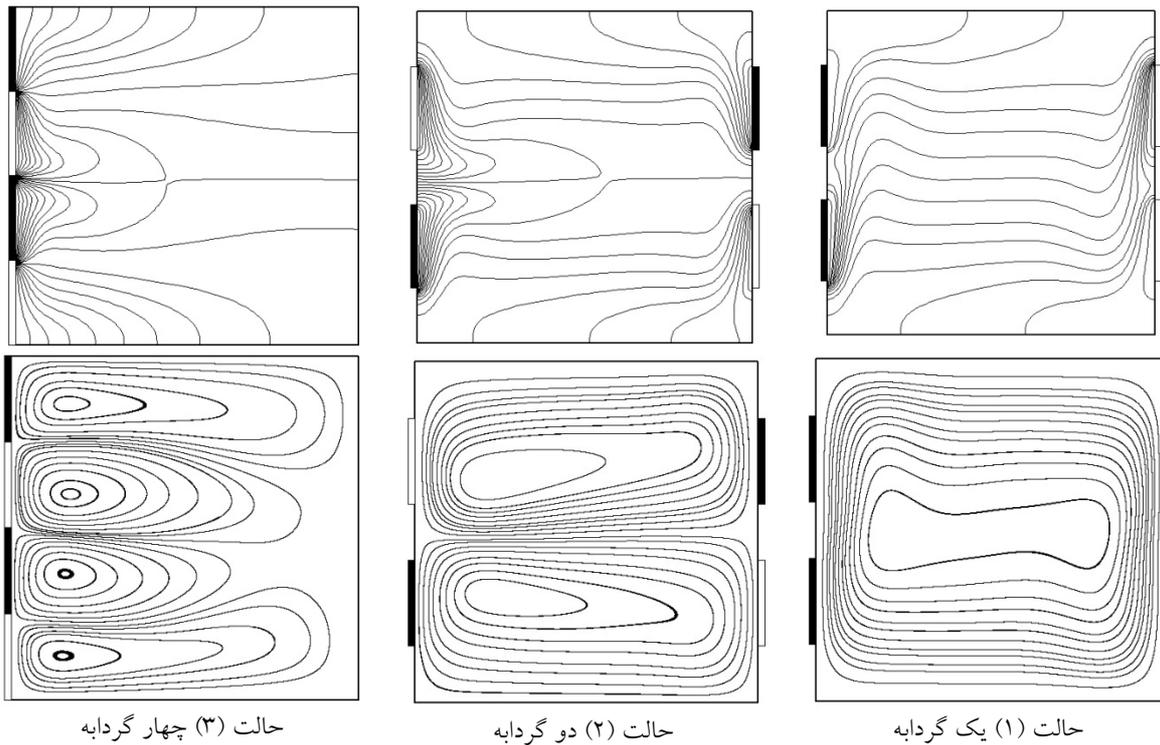 حالت (۱) یک گردابه
حالت (۲) دو گردابه
حالت (۳) چهار گردابه